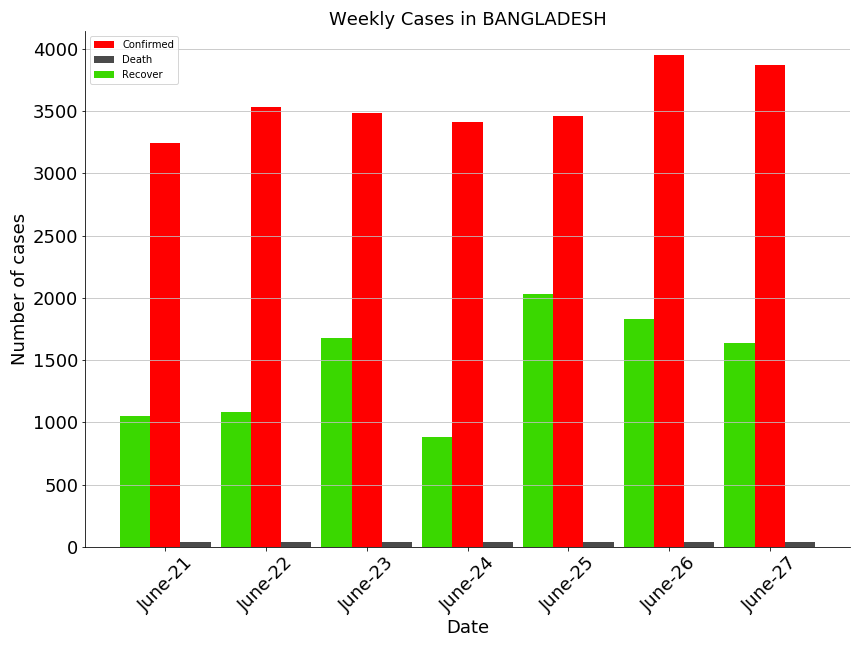 Weekly Cases in BANGLADESH
Confirmed
Death
Recover
4000
3500
3000
2500
2000
1500
1000
500
0
Number of cases
June-21
June-22
June-23
June-24
June-25
June-26
June-27
Date